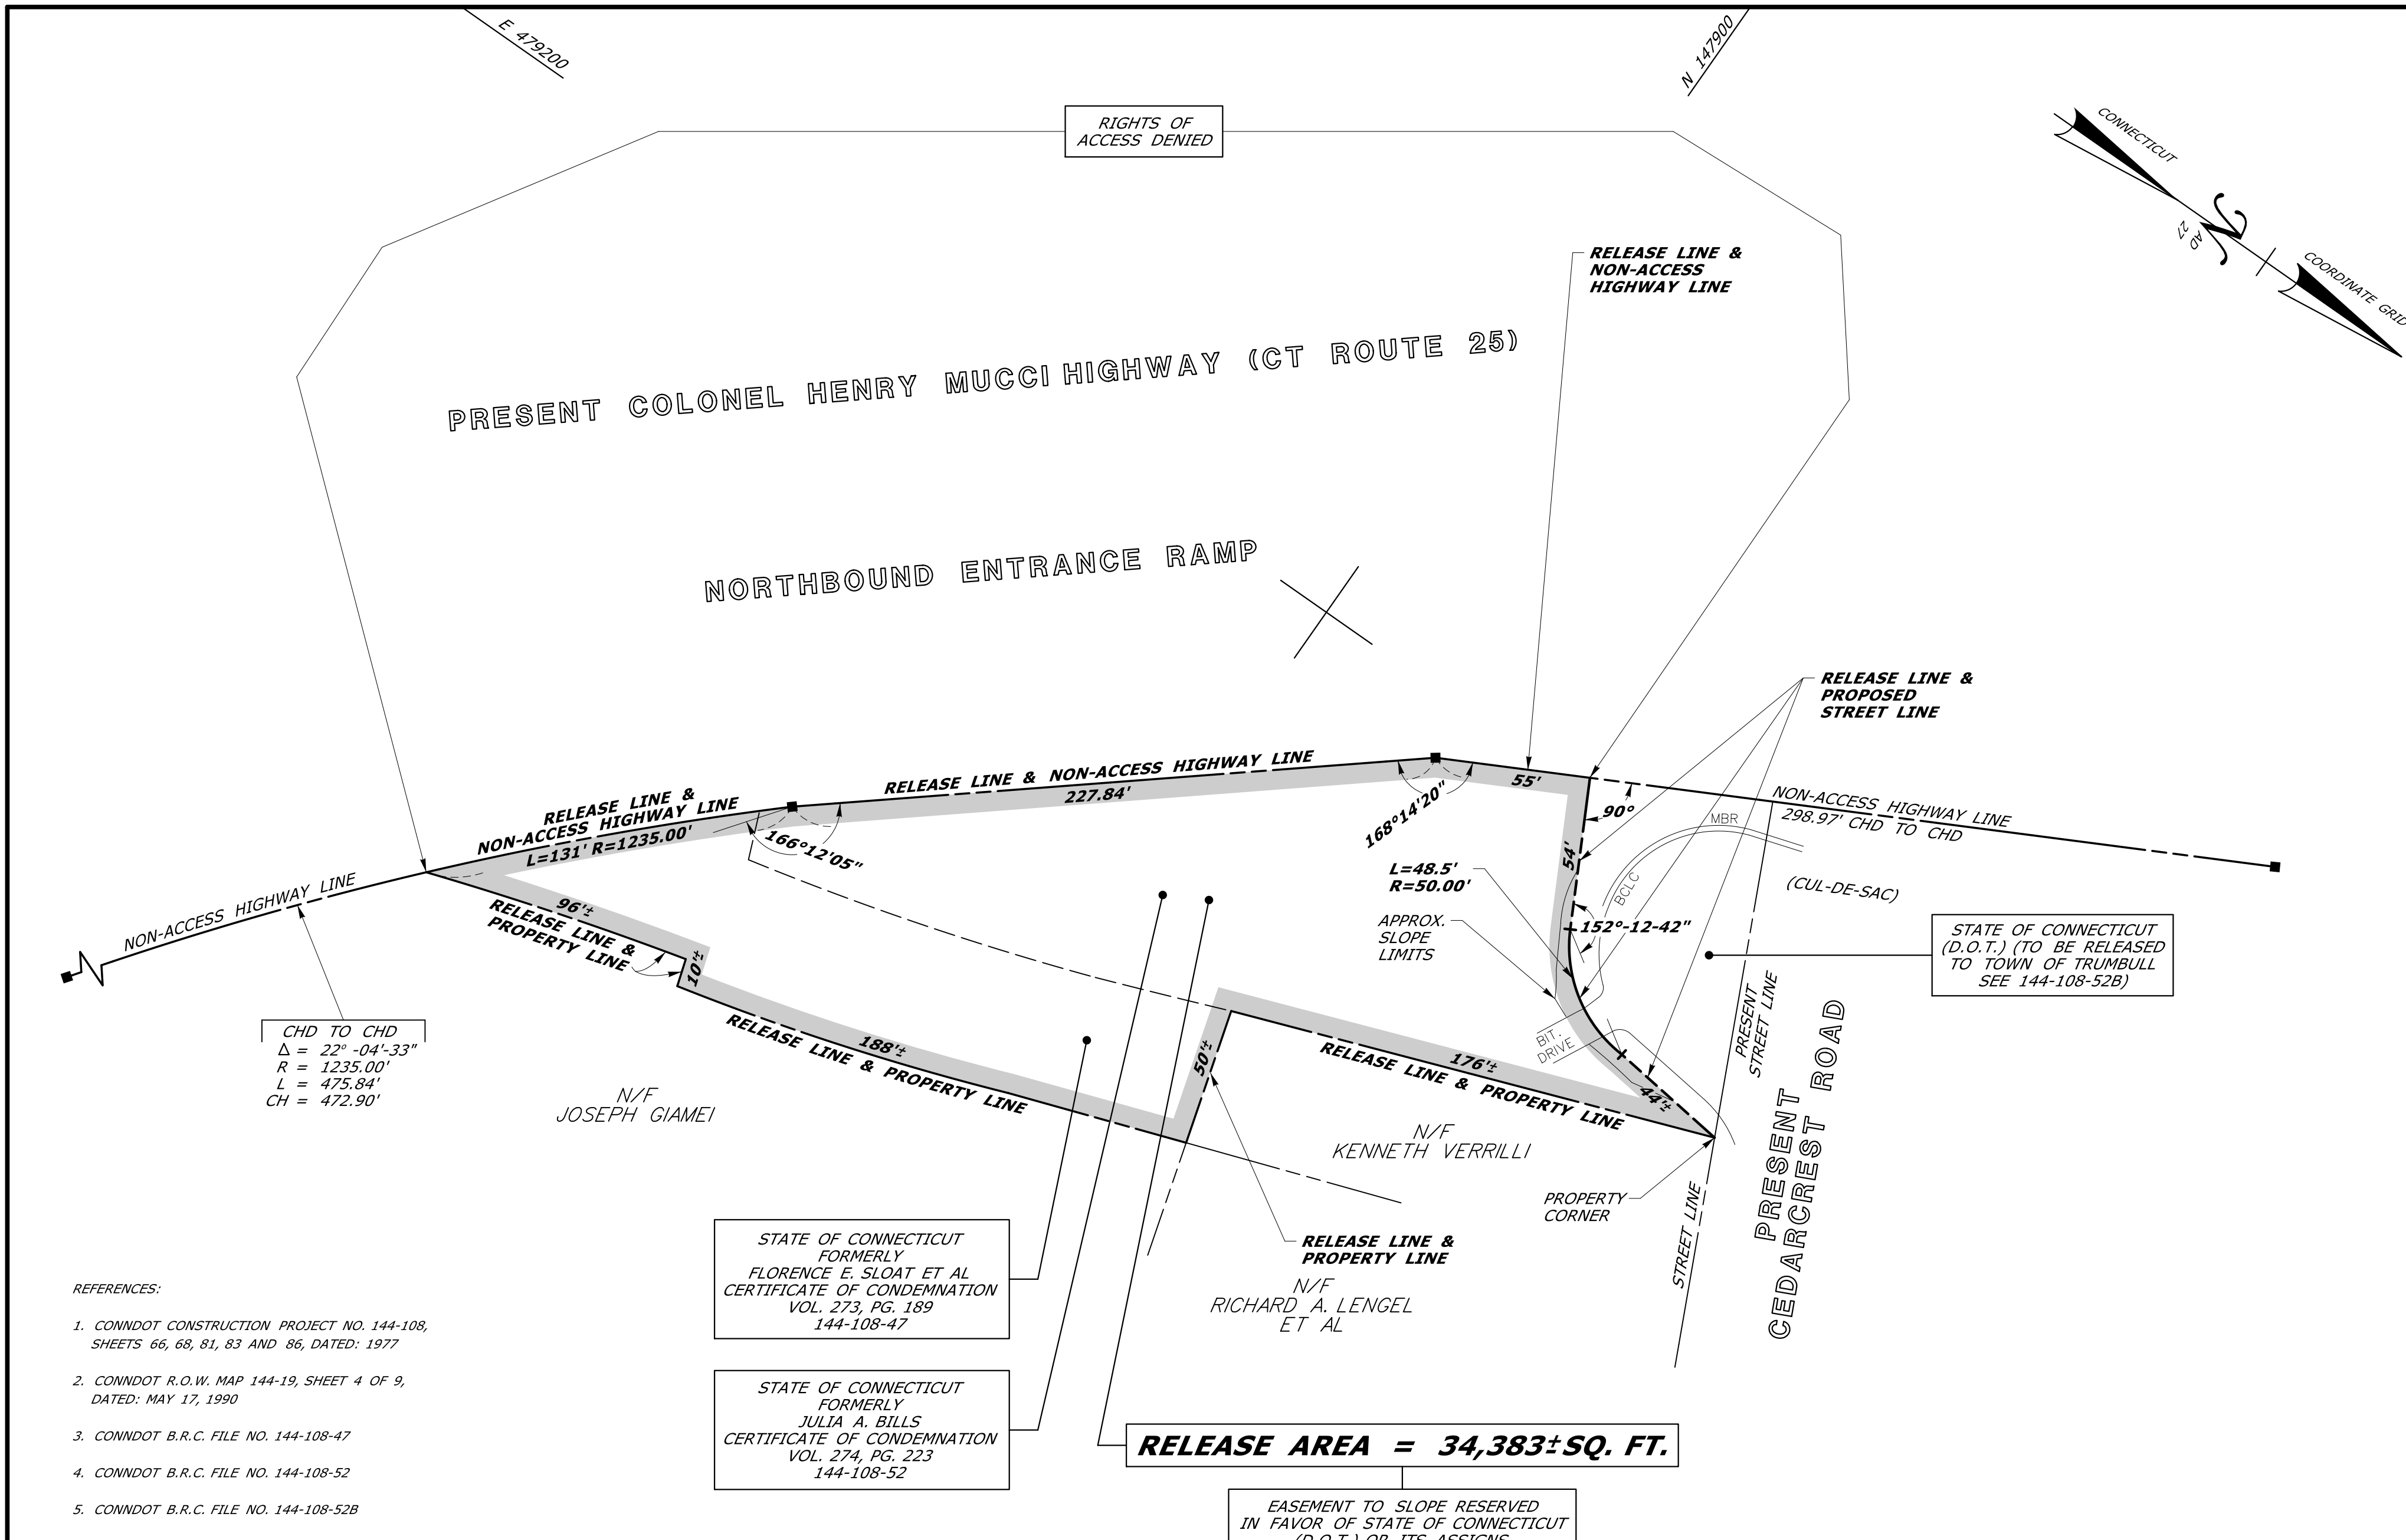 E 479200
N 147900
RIGHTS OF
ACCESS DENIED
CONNECTICUT
N
AD
27
COORDINATE GRID
RELEASE LINE &
NON-ACCESS
HIGHWAY LINE
PRESENT COLONEL HENRY MUCCI HIGHWAY (CT ROUTE 25)
NORTHBOUND ENTRANCE RAMP
RELEASE LINE &
PROPOSED
STREET LINE
RELEASE LINE &
NON-ACCESS HIGHWAY LINE
L=131' R=1235.00'
RELEASE LINE & NON-ACCESS HIGHWAY LINE
227.84'
55'
166°12'05"
168°14'20"
90°
54'
NON-ACCESS HIGHWAY LINE
298.97' CHD TO CHD
MBR
BCLC
(CUL-DE-SAC)
L=48.5'
R=50.00'
APPROX.
SLOPE
LIMITS
152°-12-42"
NON-ACCESS HIGHWAY LINE
96'±
RELEASE LINE &
PROPERTY LINE
10'±
188'±
RELEASE LINE & PROPERTY LINE
50'±
176'±
RELEASE LINE & PROPERTY LINE
BIT.
DRIVE
44'±
STATE OF CONNECTICUT
(D.O.T.) (TO BE RELEASED
TO TOWN OF TRUMBULL
SEE 144-108-52B)
PRESENT
STREET LINE
PRESENT
CEDARCREST ROAD
CHD TO CHD
Δ = 22° -04'-33"
R = 1235.00'
L = 475.84'
CH = 472.90'
N/F
JOSEPH GIAMEI
N/F
KENNETH VERRILLI
PROPERTY
CORNER
STREET LINE
RELEASE LINE &
PROPERTY LINE
N/F
RICHARD A. LENGEL
ET AL
STATE OF CONNECTICUT
FORMERLY
FLORENCE E. SLOAT ET AL
CERTIFICATE OF CONDEMNATION
VOL. 273, PG. 189
144-108-47
STATE OF CONNECTICUT
FORMERLY
JULIA A. BILLS
CERTIFICATE OF CONDEMNATION
VOL. 274, PG. 223
144-108-52
REFERENCES:
1. CONNDOT CONSTRUCTION PROJECT NO. 144-108,
SHEETS 66, 68, 81, 83 AND 86, DATED: 1977
2. CONNDOT R.O.W. MAP 144-19, SHEET 4 OF 9,
DATED: MAY 17, 1990
3. CONNDOT B.R.C. FILE NO. 144-108-47
4. CONNDOT B.R.C. FILE NO. 144-108-52
5. CONNDOT B.R.C. FILE NO. 144-108-52B
RELEASE AREA = 34,383± SQ. FT.
EASEMENT TO SLOPE RESERVED
IN FAVOR OF STATE OF CONNECTICUT
(D.O.T.) OR ITS ASSIGNS